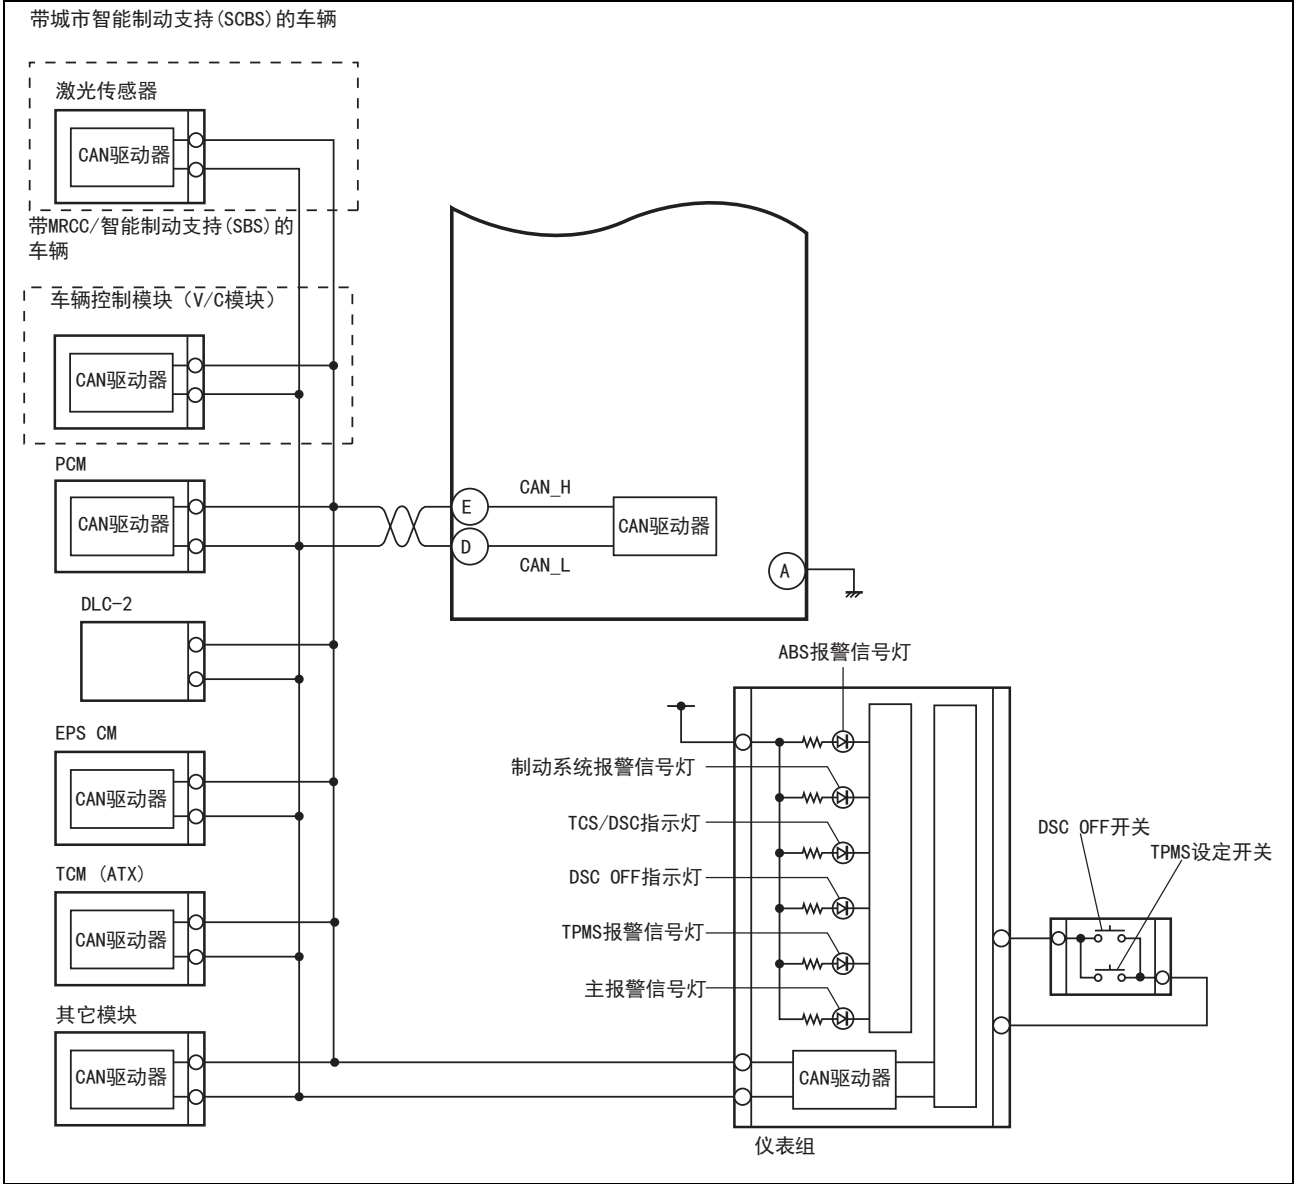 带城市智能制动支持(SCBS)的车辆
激光传感器
CAN驱动器
带MRCC/智能制动支持(SBS)的
车辆
车辆控制模块（V/C模块）
CAN驱动器
PCM
CAN驱动器
E
CAN_H
D
CAN_L
CAN驱动器
A
DLC-2
EPS CM
CAN驱动器
TCM (ATX)
CAN驱动器
其它模块
CAN驱动器
ABS报警信号灯
制动系统报警信号灯
TCS/DSC指示灯
DSC OFF指示灯
TPMS报警信号灯
主报警信号灯
CAN驱动器
仪表组
DSC OFF开关
TPMS设定开关